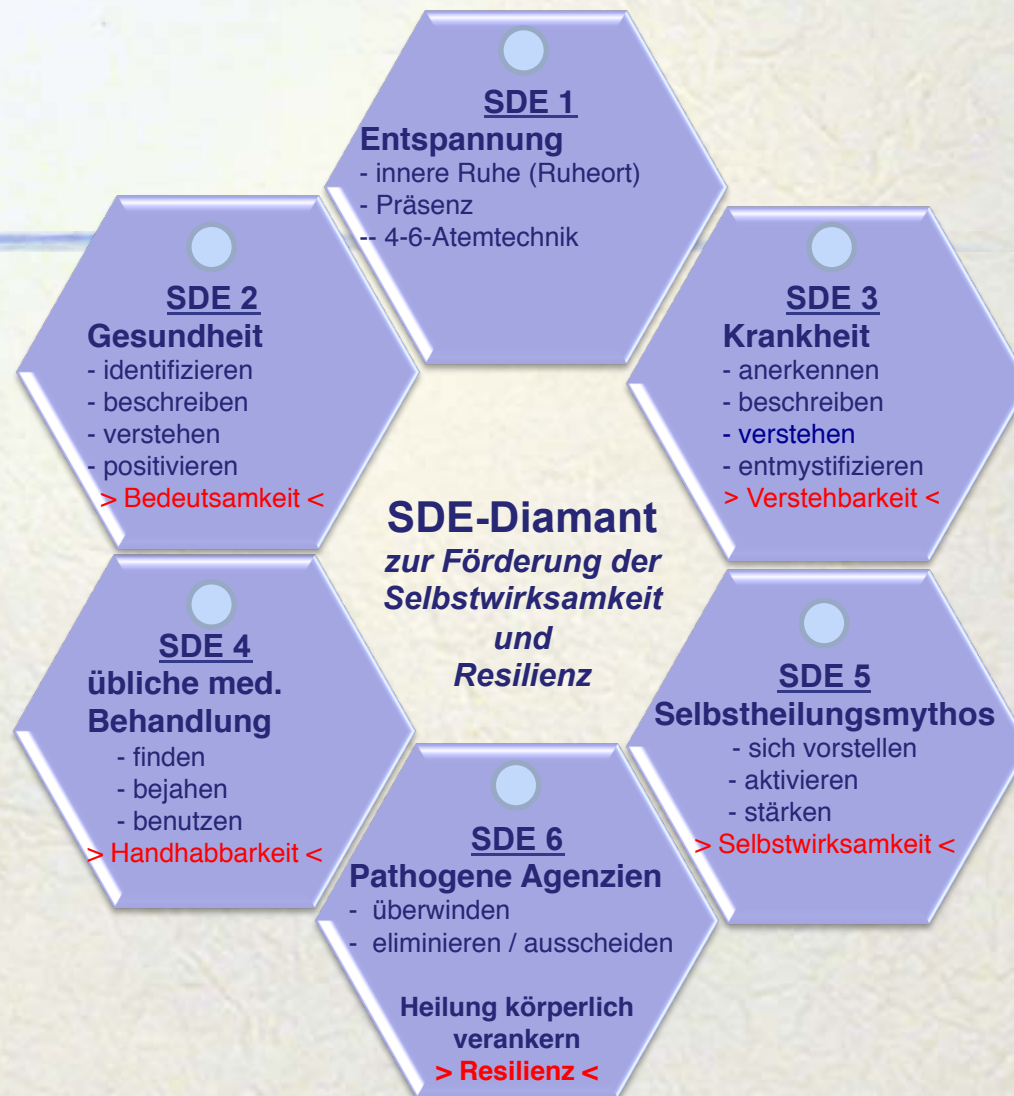 SDE 1
Entspannung
- innere Ruhe (Ruheort)
- Präsenz
-- 4-6-Atemtechnik
SDE 2
Gesundheit
- identifizieren
- beschreiben
- verstehen
- positivieren
> Bedeutsamkeit <
SDE 3
Krankheit
- anerkennen
- beschreiben
- verstehen
- entmystifizieren
> Verstehbarkeit <
SDE-Diamant
zur Förderung der
Selbstwirksamkeit
und
Resilienz
SDE 4
übliche med.
Behandlung
- finden
- bejahen
- benutzen
> Handhabbarkeit <
SDE 5
Selbstheilungsmythos
- sich vorstellen
- aktivieren
- stärken
> Selbstwirksamkeit <
SDE 6
Pathogene Agenzien
- überwinden
- eliminieren / ausscheiden
Heilung körperlich
verankern
> Resilienz <